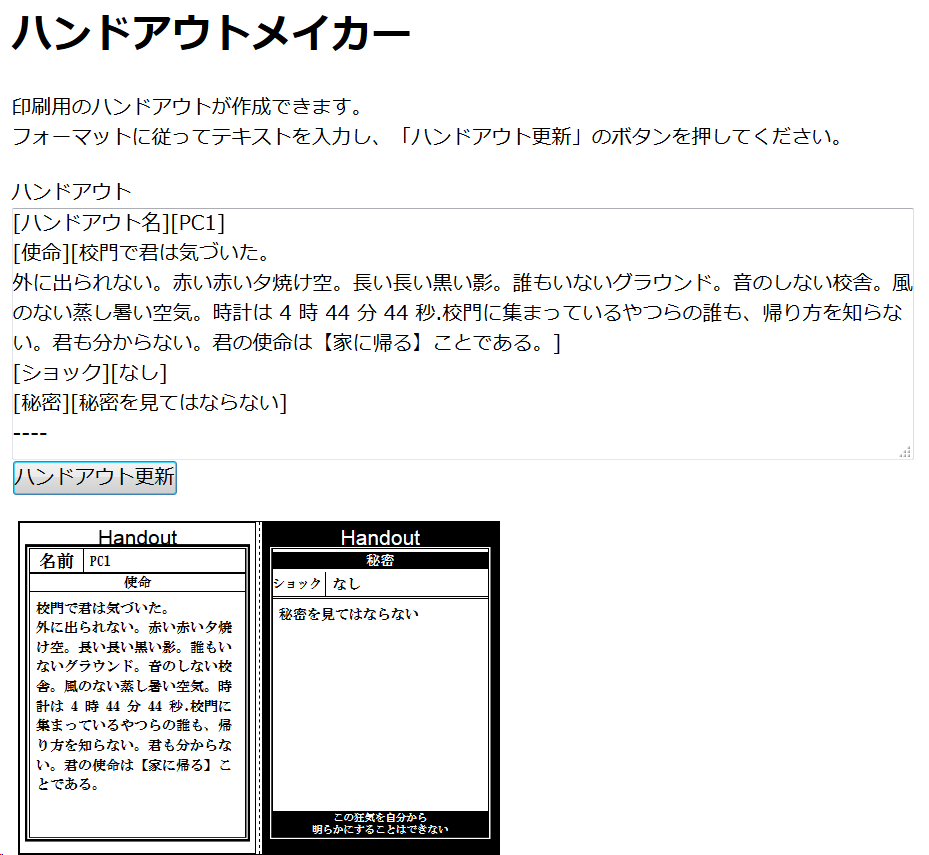 ハンドアウトメイカー
印刷用のハンドアウトが作成できます。
フォーマットに従ってテキストを入力し、「ハンドアウト更新」のボタンを押してください。
ハンドアウト
[ハンドアウト名][PC1]
[使命][校門で君は気づいた。
外に出られない。赤い赤い夕焼け空。長い長い黒い影。誰もいないグラウンド。音のしない校舎。風
のない蒸し暑い空気。時計は 4 時 44 分 44 秒.校門に集まっているやつらの誰も、帰り方を知らな
い。君も分からない。君の使命は【家に帰る】ことである。]
[ショック][なし]
[秘密][秘密を見てはならない]
----
ハンドアウト更新
Handout
名前 PC1
使命
校門で君は気づいた。
外に出られない。赤い赤い夕焼
け空。長い長い黒い影。誰もい
ないグラウンド。音のしない校
舎。風のない蒸し暑い空気。時
計は 4 時 44 分 44 秒.校門に
集まっているやつらの誰も、帰
り方を知らない。君も分からな
い。君の使命は【家に帰る】こ
とである。
Handout
秘密
ショック なし
秘密を見てはならない
この狂気を自分から
明らかにすることはできない